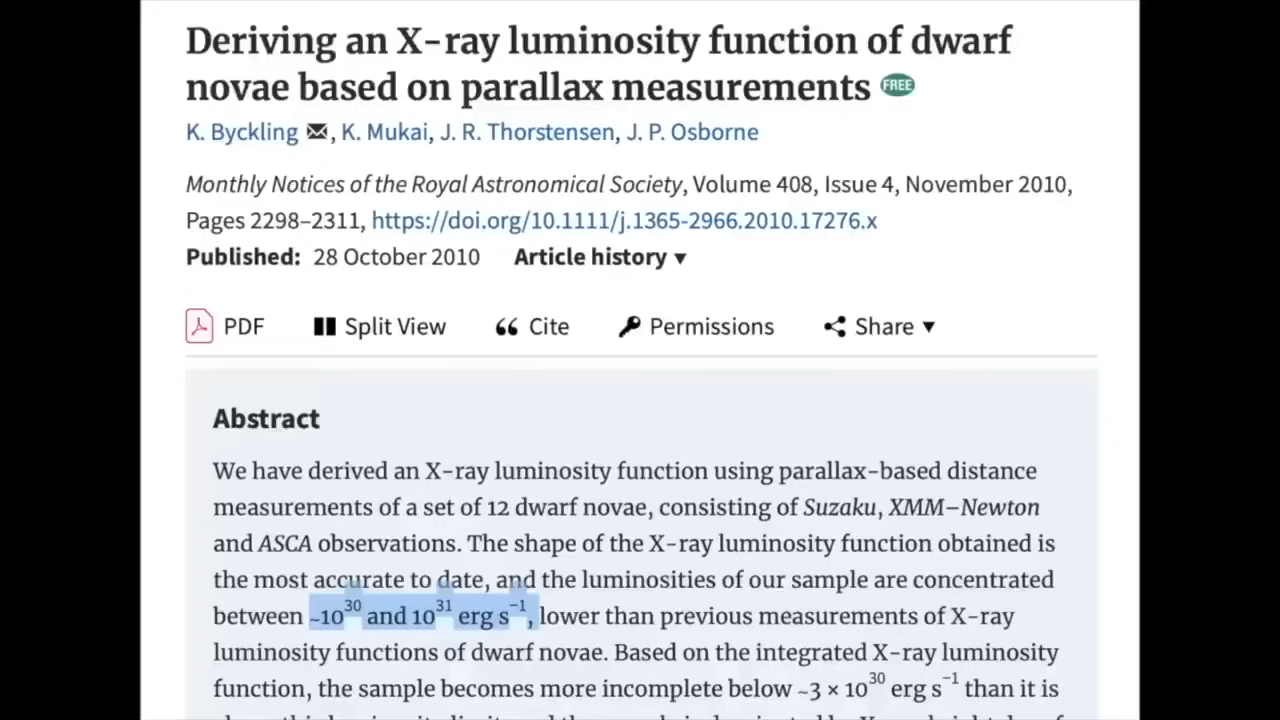 Deriving an X-ray luminosity function of dwarf
novae based on parallax measurements FREE
K. Byckling, K. Mukai, J. R. Thorstensen, J. P. Osborne
Monthly Notices of the Royal Astronomical Society, Volume 408, Issue 4, November 2010,
Pages 2298–2311, https://doi.org/10.1111/j.1365-2966.2010.17276.x
Published: 28 October 2010 Article history ▼
PDF Split View Cite Permissions Share ▼
Abstract
We have derived an X-ray luminosity function using parallax-based distance
measurements of a set of 12 dwarf novae, consisting of Suzaku, XMM–Newton
and ASCA observations. The shape of the X-ray luminosity function obtained is
the most accurate to date, and the luminosities of our sample are concentrated
between ~10³⁰ and 10³¹ erg s⁻¹, lower than previous measurements of X-ray
luminosity functions of dwarf novae. Based on the integrated X-ray luminosity
function, the sample becomes more incomplete below ~3 × 10³⁰ erg s⁻¹ than it is